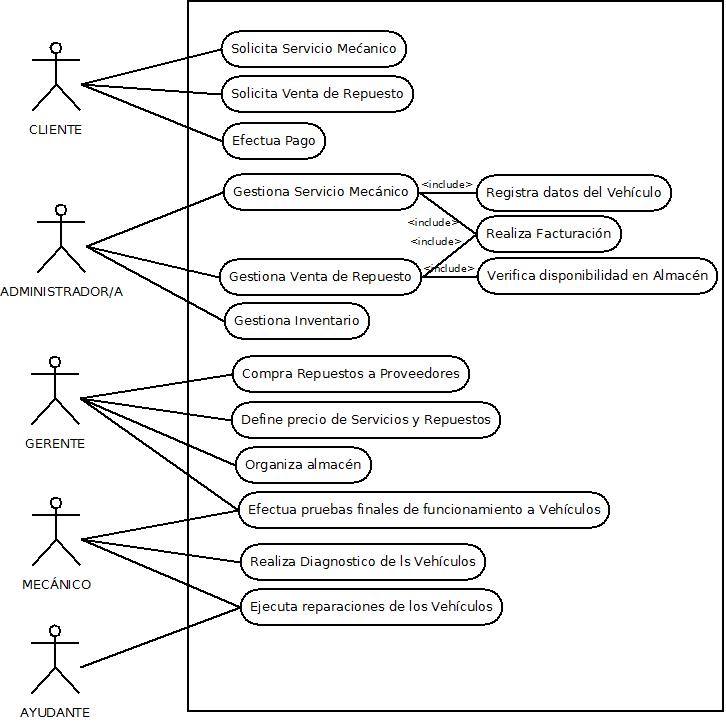 Solicita Servicio Mećanico
Solicita Venta de Repuesto
CLIENTE
Efectua Pago
Gestiona Servicio Mecánico
<include>
Registra datos del Vehículo
<include>
Realiza Facturación
<include>
ADMINISTRADOR/A
Gestiona Venta de Repuesto
<include>
Verifica disponibilidad en Almacén
Gestiona Inventario
Compra Repuestos a Proveedores
Define precio de Servicios y Repuestos
GERENTE
Organiza almacén
Efectua pruebas finales de funcionamiento a Vehículos
Realiza Diagnostico de ls Vehículos
MECÁNICO
Ejecuta reparaciones de los Vehículos
AYUDANTE